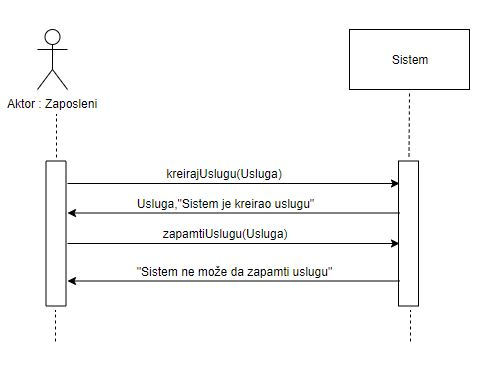 Sistem
Aktor : Zaposleni
kreirajUslugu(Usluga)
Usluga,"Sistem je kreirao uslugu"
zapamtiUslugu(Usluga)
"Sistem ne može da zapamti uslugu"